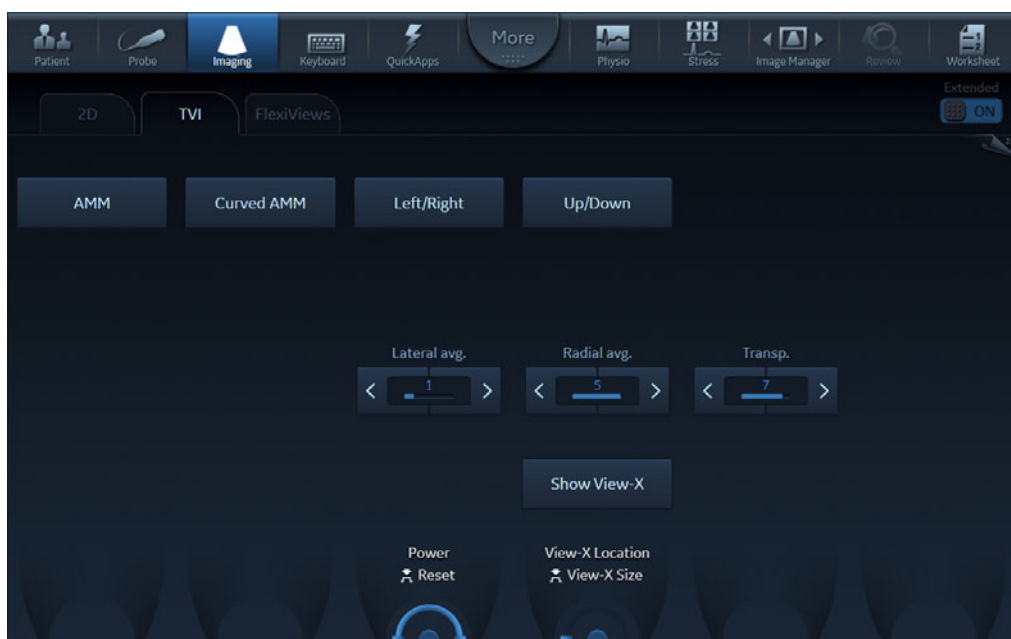 Patient Probe Imaging Keyboard QuickApps More Physio Stress Image Manager Review Worksheet
Extended
ON
2D TVI FlexiViews
AMM Curved AMM Left/Right Up/Down
Lateral avg. Radial avg. Transp.
1 5 7
Show View-X
Power View-X Location
Reset View-X Size